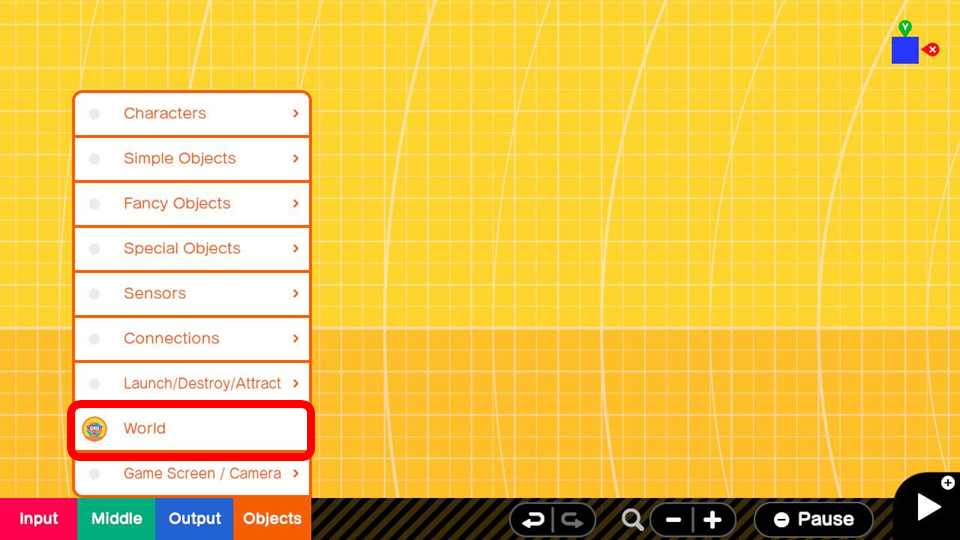 Y
X
Characters
Simple Objects
Fancy Objects
Special Objects
Sensors
Connections
Launch/Destroy/Attract
World
Game Screen / Camera
Input Middle Output Objects Pause